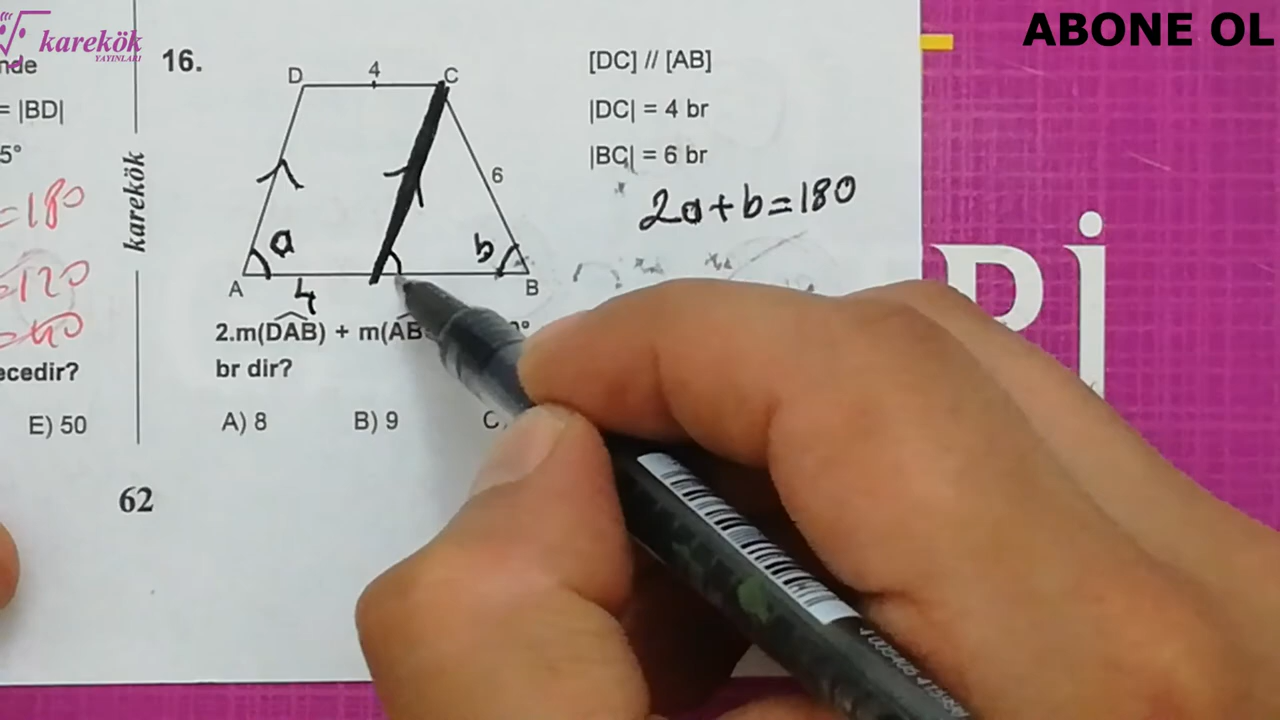 ABONE OL
karekök
YAYINLARI
nde
= |BD|
5°
=180
=120
ecedir?
E) 50
karekök
62
16.
D
4
C
6
a
b
A
4
B
[DC] // [AB]
|DC| = 4 br
|BC| = 6 br
2a+b=180
2.m(DAB) + m(AB
br dir?
A) 8 B) 9 C